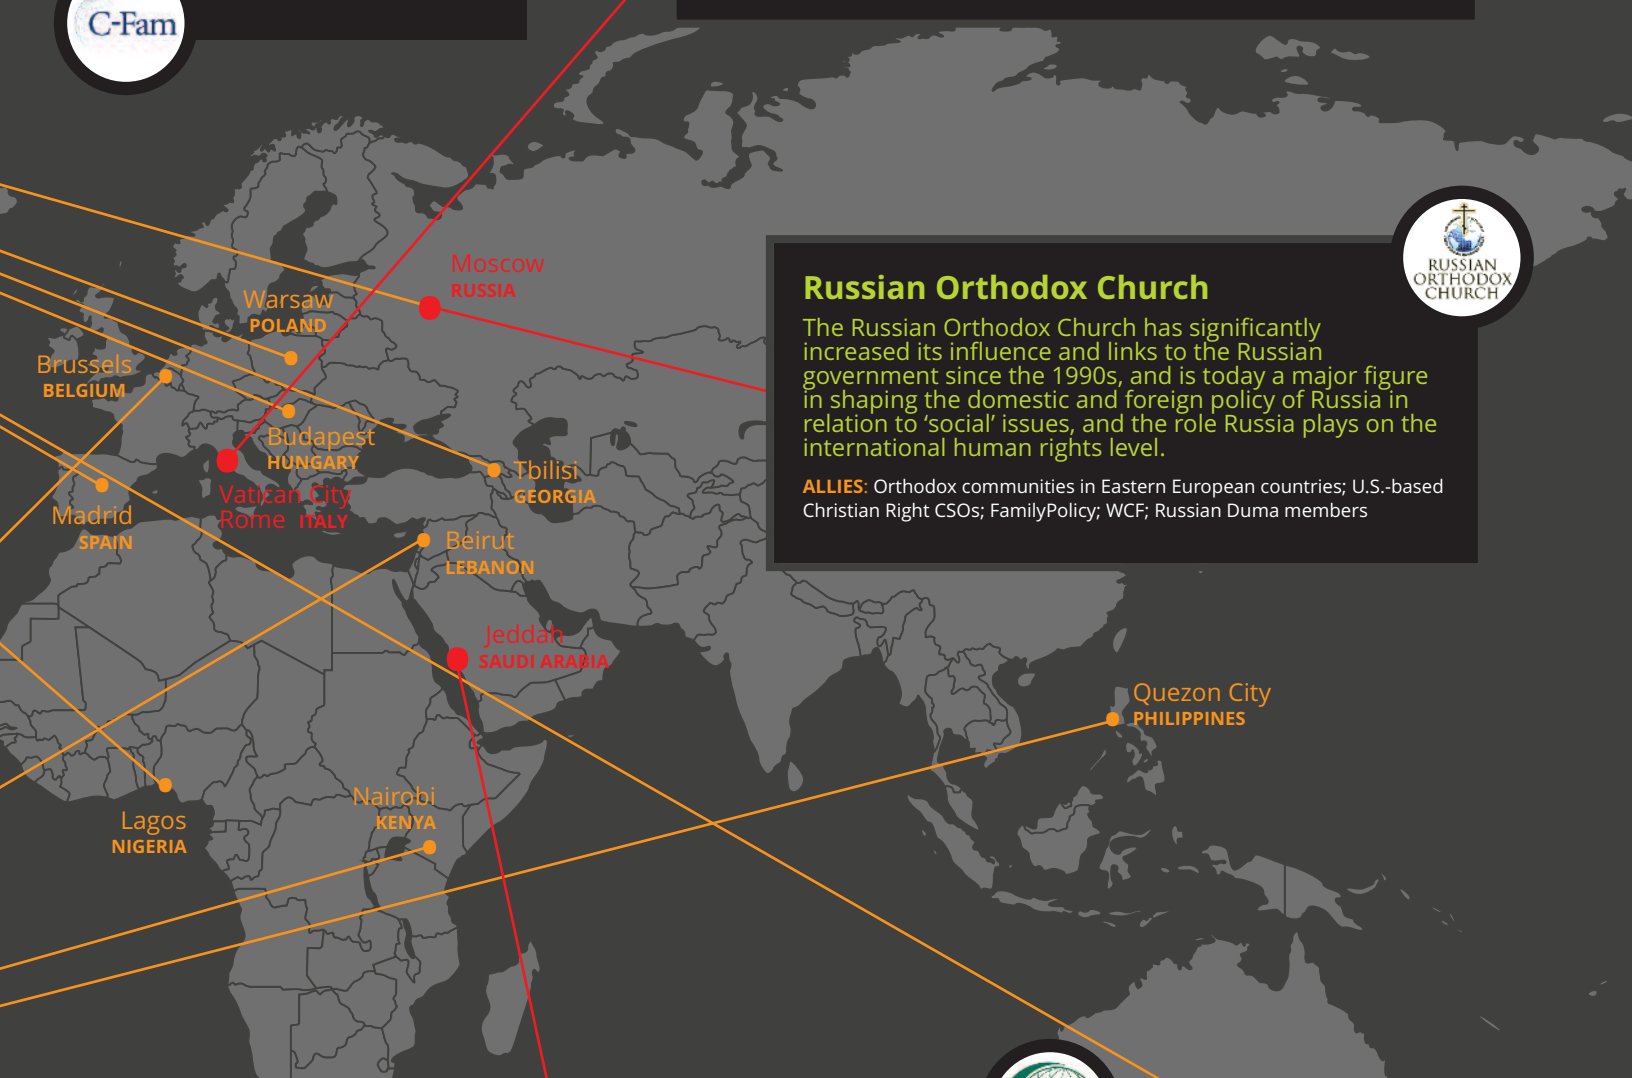 C-Fam
Moscow
RUSSIA
Warsaw
POLAND
Brussels
BELGIUM
Budapest
HUNGARY
Vatican City
Rome ITALY
Tbilisi
GEORGIA
Madrid
SPAIN
Beirut
LEBANON
Jeddah
SAUDI ARABIA
Lagos
NIGERIA
Nairobi
KENYA
Quezon City
PHILIPPINES
RUSSIAN
ORTHODOX
CHURCH
Russian Orthodox Church
The Russian Orthodox Church has significantly
increased its influence and links to the Russian
government since the 1990s, and is today a major figure
in shaping the domestic and foreign policy of Russia in
relation to ‘social’ issues, and the role Russia plays on the
international human rights level.
ALLIES: Orthodox communities in Eastern European countries; U.S.-based
Christian Right CSOs; FamilyPolicy; WCF; Russian Duma members